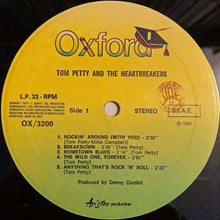 Oxford
TOM PETTY AND THE HEARTBREAKERS
L.P. 33 - RPM
Side 1
STEREO
S.I.A.E.
OX/3200
℗ 1981
1. ROCKIN' AROUND (WITH YOU) - 2'26"
(Tom Petty-Mike Campbell)
2. BREAKDOWN - 2'42" (Tom Petty)
3. HOMETOWN BLUES - 2'14"
(Tom Petty)
4. THE WILD ONE, FOREVER - 3'01"
(Tom Petty)
5. ANYTHING THAT'S ROCK 'N' ROLL - 2'23"
(Tom Petty)
Produced by Denny Cordell
production